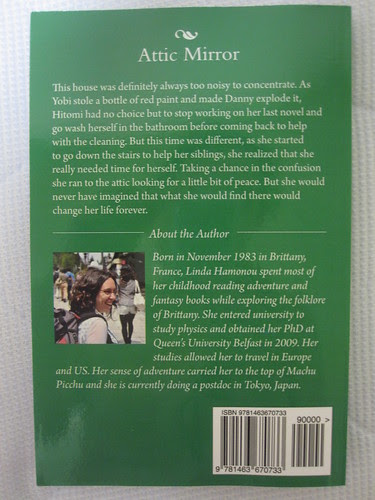 Attic Mirror
This house was definitely always too noisy to concentrate. As
Yobi stole a bottle of red paint and made Danny explode it,
Hitomi had no choice but to stop working on her last novel and
go wash herself in the bathroom before coming back to help
with the cleaning. But this time was different, as she started
to go down the stairs to help her siblings, she realized that she
really needed time for herself. Taking a chance in the confusion
she ran to the attic looking for a little bit of peace. But she would
never have imagined that what she would find there would
change her life forever.
About the Author
Born in November 1983 in Brittany,
France, Linda Hamonou spent most of
her childhood reading adventure and
fantasy books while exploring the folklore
of Brittany. She entered university to
study physics and obtained her PhD at
Queen's University Belfast in 2009. Her
studies allowed her to travel in Europe
and US. Her sense of adventure carried her to the top of Machu
Picchu and she is currently doing a postdoc in Tokyo, Japan.
ISBN 9781463670733
90000 >
9 781463 670733